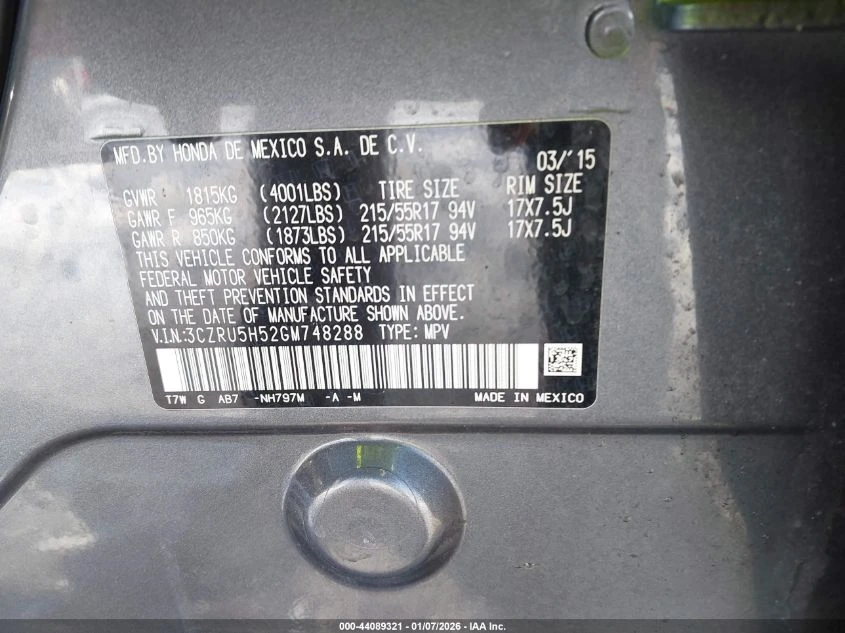 MFD.BY HONDA DE MEXICO S.A. DE C.V.
03/'15
GVWR 1815KG (4001LBS) TIRE SIZE RIM SIZE
GAWR F 965KG (2127LBS) 215/55R17 94V 17X7.5J
GAWR R 850KG (1873LBS) 215/55R17 94V 17X7.5J
THIS VEHICLE CONFORMS TO ALL APPLICABLE
FEDERAL MOTOR VEHICLE SAFETY
AND THEFT PREVENTION STANDARDS IN EFFECT
ON THE DATE OF MANUFACTURE SHOWN ABOVE.
V.I.N.:3CZRU5H52GM748288 TYPE: MPV
T7W G AB7 -NH797M -A -M MADE IN MEXICO
000-44089321 - 01/07/2026 - IAA Inc.